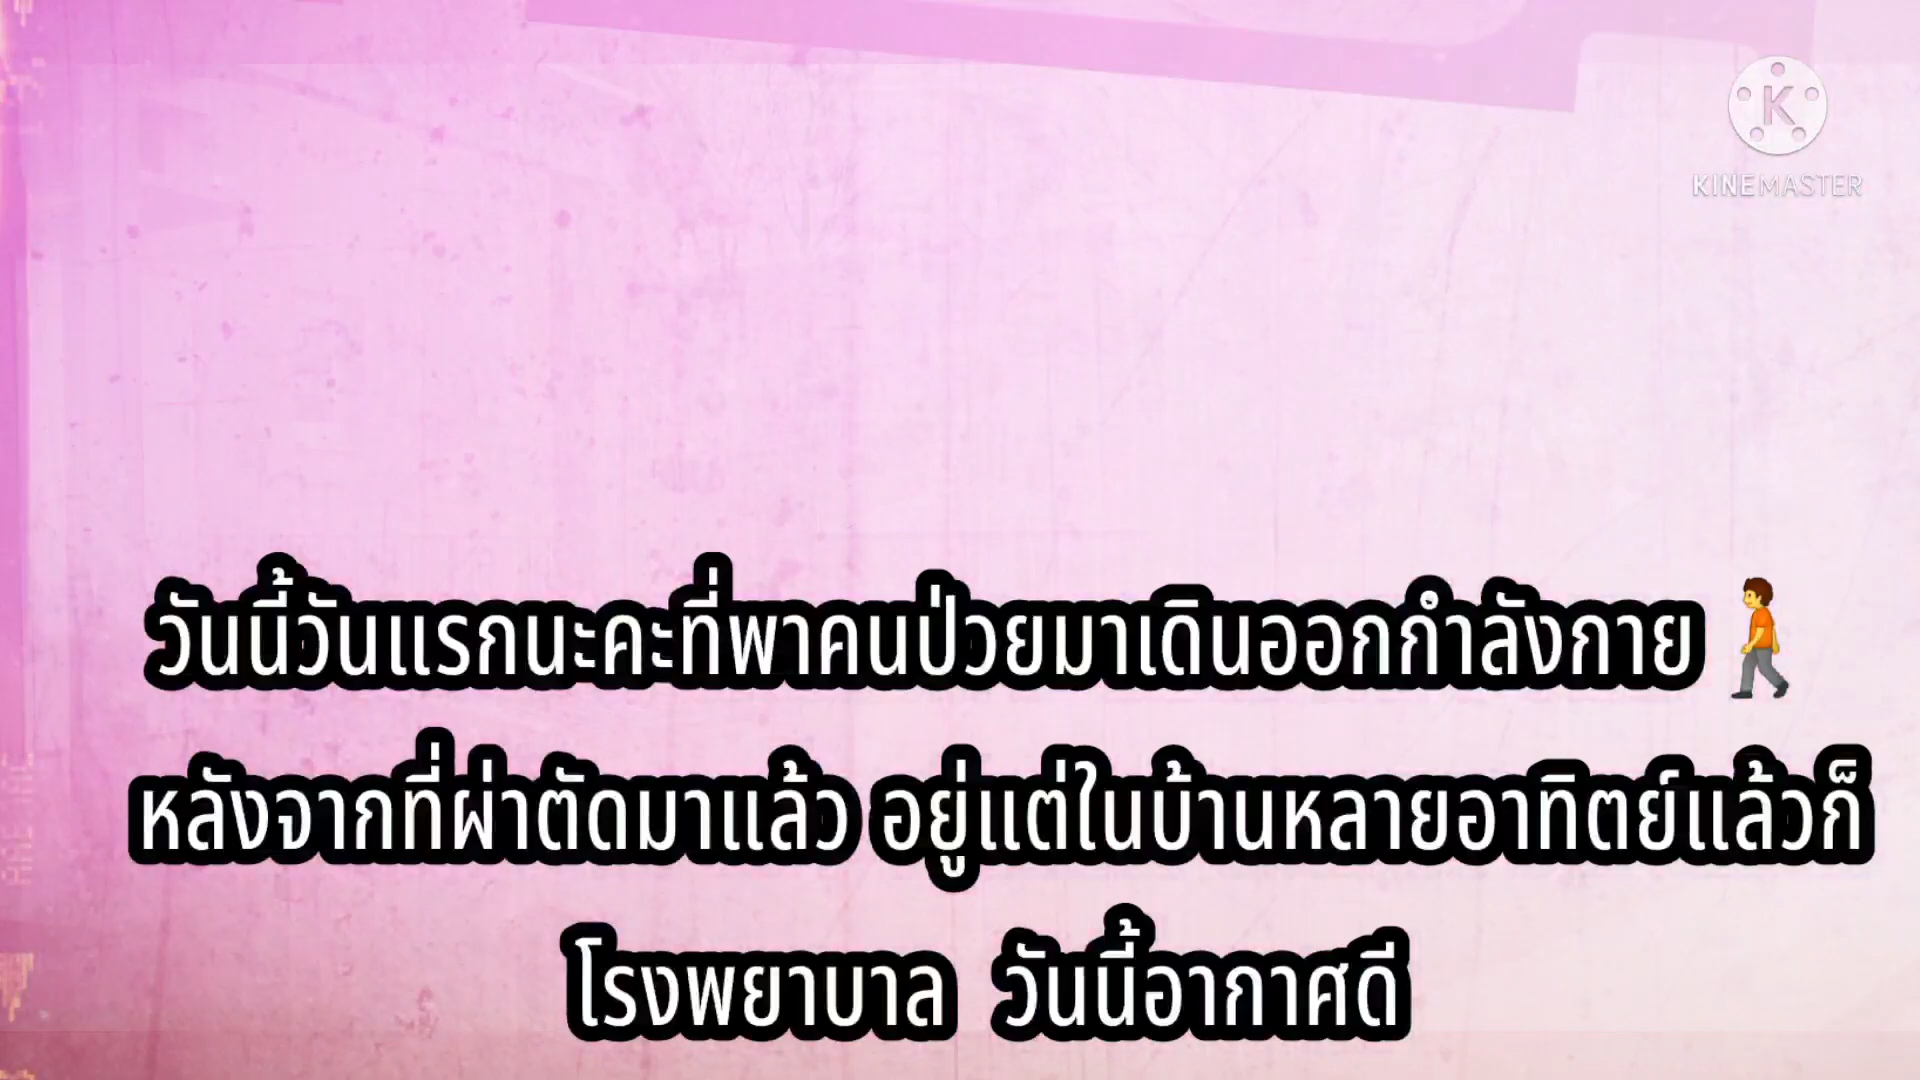 KINEMASTER
วันนี้วันแรกนะคะที่พาคนป่วยมาเดินออกกำลังกาย🚶
หลังจากที่ผ่าตัดมาแล้ว อยู่แต่ในบ้านหลายอาทิตย์แล้วก็
โรงพยาบาล วันนี้อากาศดี